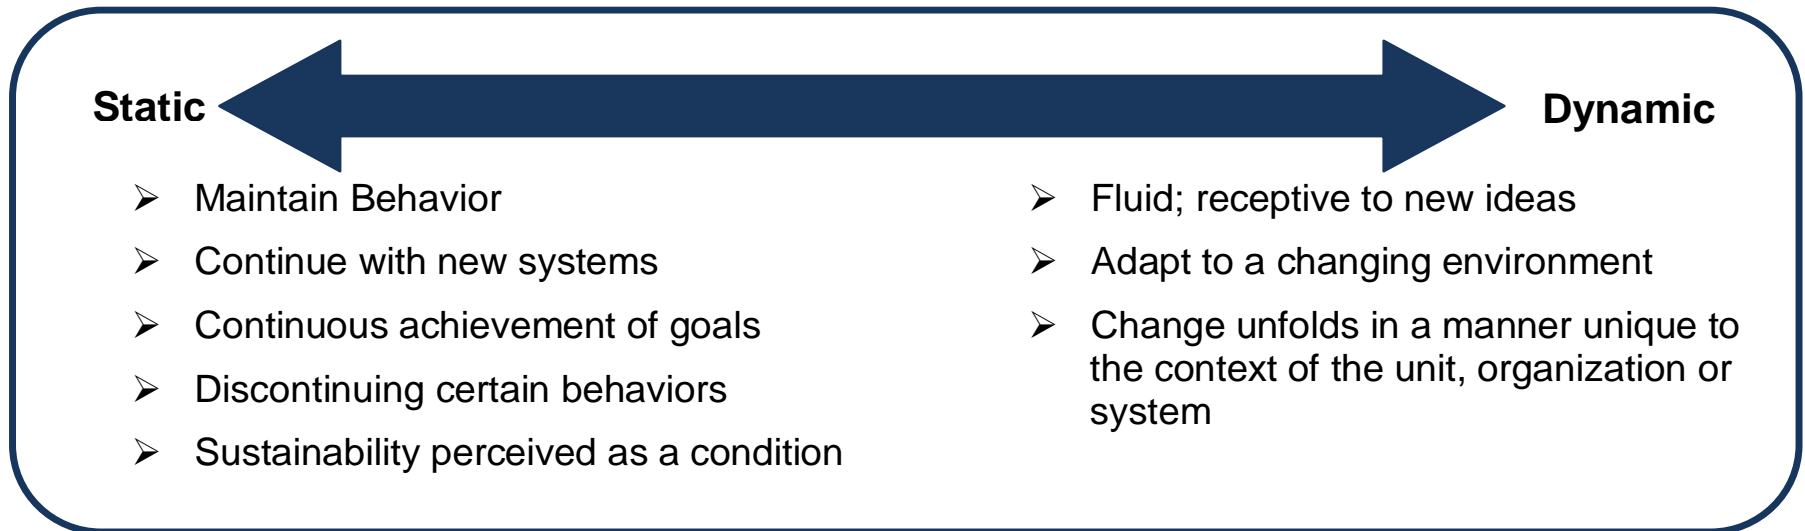 Static
Dynamic
➢ Maintain Behavior
➢ Continue with new systems
➢ Continuous achievement of goals
➢ Discontinuing certain behaviors
➢ Sustainability perceived as a condition
➢ Fluid; receptive to new ideas
➢ Adapt to a changing environment
➢ Change unfolds in a manner unique to
the context of the unit, organization or
system